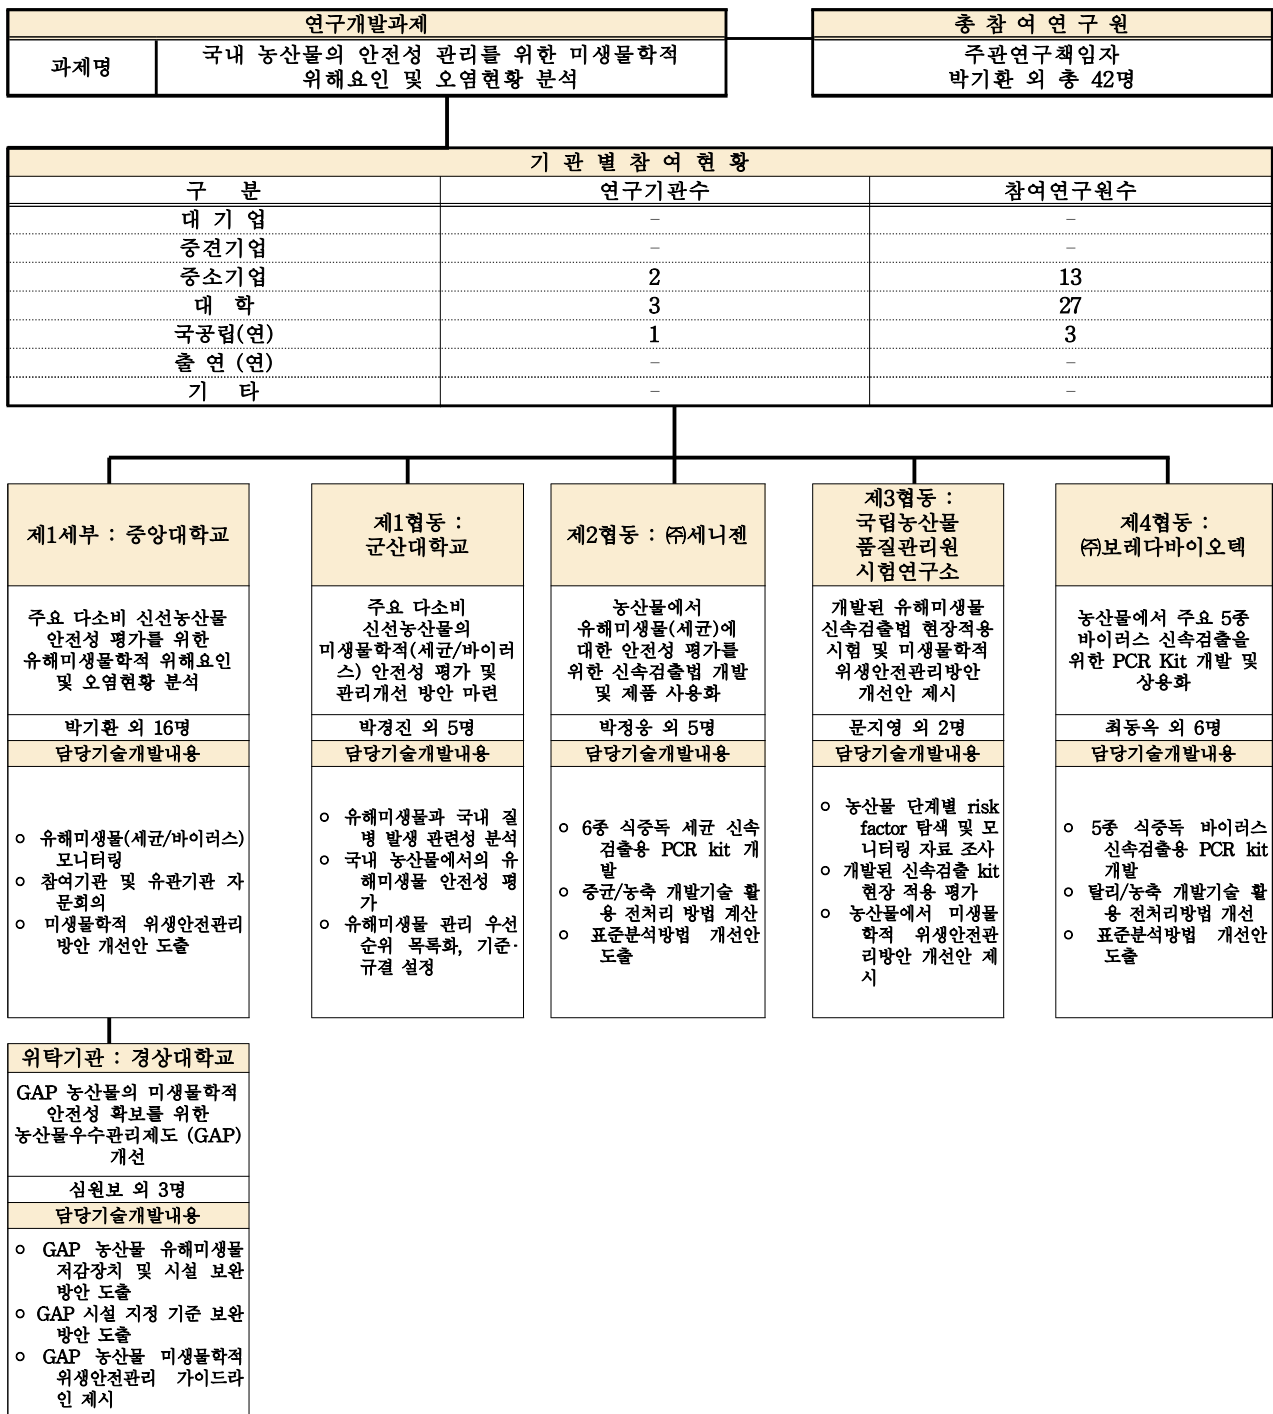 연구개발과제
과제명
국내 농산물의 안전성 관리를 위한 미생물학적
위해요인 및 오염현황 분석
총 참 여 연 구 원
주관연구책임자
박기환 외 총 42명
기 관 별 참 여 현 황
구 분 연구기관수 참여연구원수
대 기 업 – –
중견기업 – –
중소기업 2 13
대 학 3 27
국공립(연) 1 3
출 연 (연) – –
기 타 – –
제1세부 : 중앙대학교
주요 다소비 신선농산물
안전성 평가를 위한
유해미생물학적 위해요인
및 오염현황 분석
박기환 외 16명
담당기술개발내용
o 유해미생물(세균/바이러스)
모니터링
o 참여기관 및 유관기관 자
문회의
o 미생물학적 위생안전관리
방안 개선안 도출
제1협동 :
군산대학교
주요 다소비
신선농산물의
미생물학적(세균/바이러
스) 안전성 평가 및
관리개선 방안 마련
박경진 외 5명
담당기술개발내용
o 유해미생물과 국내 질
병 발생 관련성 분석
o 국내 농산물에서의 유
해미생물 안전성 평
가
o 유해미생물 관리 우선
순위 목록화, 기준·
규결 설정
제2협동 : ㈜세니젠
농산물에서
유해미생물(세균)에
대한 안전성 평가를
위한 신속검출법 개발
및 제품 사용화
박정웅 외 5명
담당기술개발내용
o 6종 식중독 세균 신속
검출용 PCR kit 개
발
o 증균/농축 개발기술 활
용 전처리 방법 계산
o 표준분석방법 개선안
도출
제3협동 :
국립농산물
품질관리원
시험연구소
개발된 유해미생물
신속검출법 현장적용
시험 및 미생물학적
위생안전관리방안
개선안 제시
문지영 외 2명
담당기술개발내용
o 농산물 단계별 risk
factor 탐색 및 모
니터링 자료 조사
o 개발된 신속검출 kit
현장 적용 평가
o 농산물에서 미생물
학적 위생안전관
리방안 개선안 제
시
제4협동 :
㈜보레다바이오텍
농산물에서 주요 5종
바이러스 신속검출을
위한 PCR Kit 개발 및
상용화
최동옥 외 6명
담당기술개발내용
o 5종 식중독 바이러스
신속검출용 PCR kit
개발
o 탈리/농축 개발기술 활
용 전처리방법 개선
o 표준분석방법 개선안
도출
위탁기관 : 경상대학교
GAP 농산물의 미생물학적
안전성 확보를 위한
농산물우수관리제도 (GAP)
개선
심원보 외 3명
담당기술개발내용
o GAP 농산물 유해미생물
저감장치 및 시설 보완
방안 도출
o GAP 시설 지정 기준 보완
방안 도출
o GAP 농산물 미생물학적
위생안전관리 가이드라
인 제시